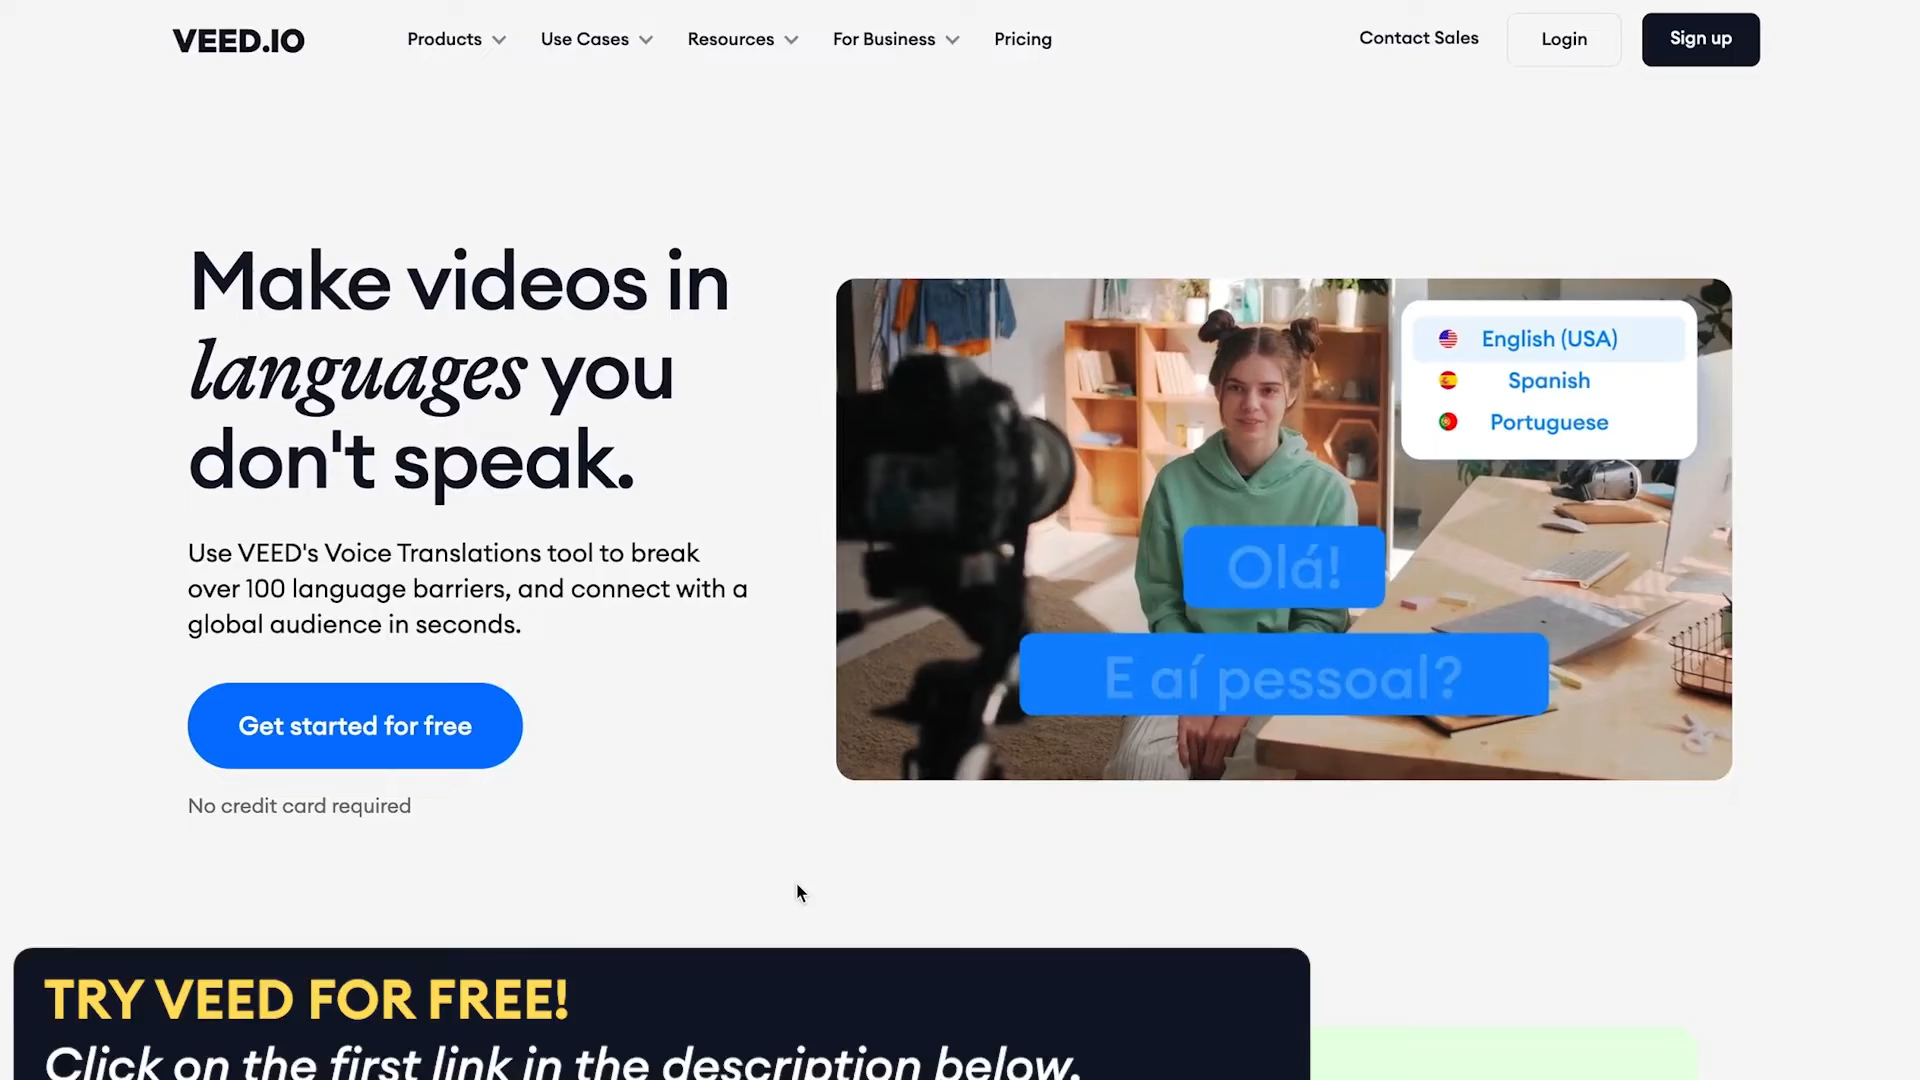 VEED.IO
Products
Use Cases
Resources
For Business
Pricing
Contact Sales
Login
Sign up
Make videos in
languages you
don't speak.
Use VEED's Voice Translations tool to break
over 100 language barriers, and connect with a
global audience in seconds.
Get started for free
No credit card required
English (USA)
Spanish
Portuguese
Olá!
E aí pessoal?
TRY VEED FOR FREE!
Click on the first link in the description below.